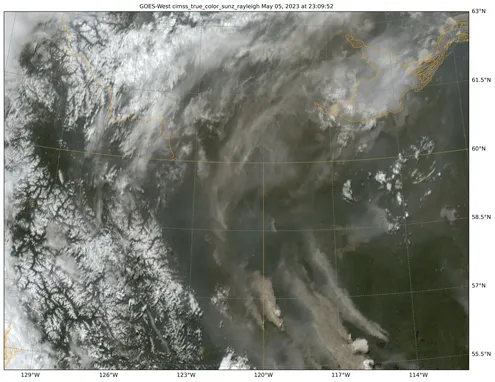 GOES-West cimss_true_color_sunz_rayleigh May 05, 2023 at 23:09:52
63°N
61.5°N
60°N
58.5°N
57°N
55.5°N
129°W 126°W 123°W 120°W 117°W 114°W